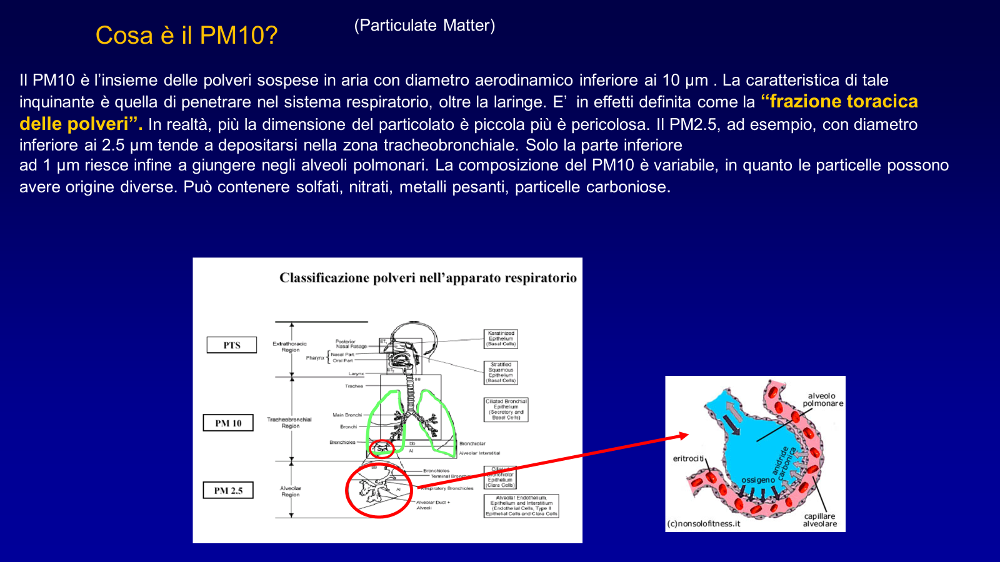 Cosa è il PM10?
(Particulate Matter)
Il PM10 è l’insieme delle polveri sospese in aria con diametro aerodinamico inferiore ai 10 μm . La caratteristica di tale
inquinante è quella di penetrare nel sistema respiratorio, oltre la laringe. E’ in effetti definita come la “frazione toracica
delle polveri”. In realtà, più la dimensione del particolato è piccola più è pericolosa. Il PM2.5, ad esempio, con diametro
inferiore ai 2.5 μm tende a depositarsi nella zona tracheobronchiale. Solo la parte inferiore
ad 1 μm riesce infine a giungere negli alveoli polmonari. La composizione del PM10 è variabile, in quanto le particelle possono
avere origine diverse. Può contenere solfati, nitrati, metalli pesanti, particelle carboniose.
Classificazione polveri nell’apparato respiratorio
PTS
Extrathoracic
Region
Posterior
Nasal Pasage
Pharynx
Nasal Part
Oral Part
Larynx
ET1
ET2
Keratinized
Epithelium
(Basal Cells)
Stratified
Squamous
Epithelium
(Basal Cells)
BB
Trachea
Ciliated Bronchial
Epithelium
(Secretory and
Basal Cells)
PM 10
Tracheobronchial
Region
Main Bronchi
Bronchi
Bronchioles
bb
AI
Bronchiolar
Alveolar Interstitial
PM 2.5
Alveolar
Region
bb
Bronchioles
Terminal Bronchioles
Respiratory Bronchioles
AI
Alveolar Duct +
Alveoli
Ciliated
Bronchiolar
Epithelium
(Clara Cells)
Alveolar Endothelium,
Epithelium and Interstitium
(Endothelial Cells, Type II
Epithelial Cells and Clara Cells
alveolo
polmonare
eritrociti
ossigeno
anidride
carbonica
capillare
alveolare
(c)nonsolofitness.it